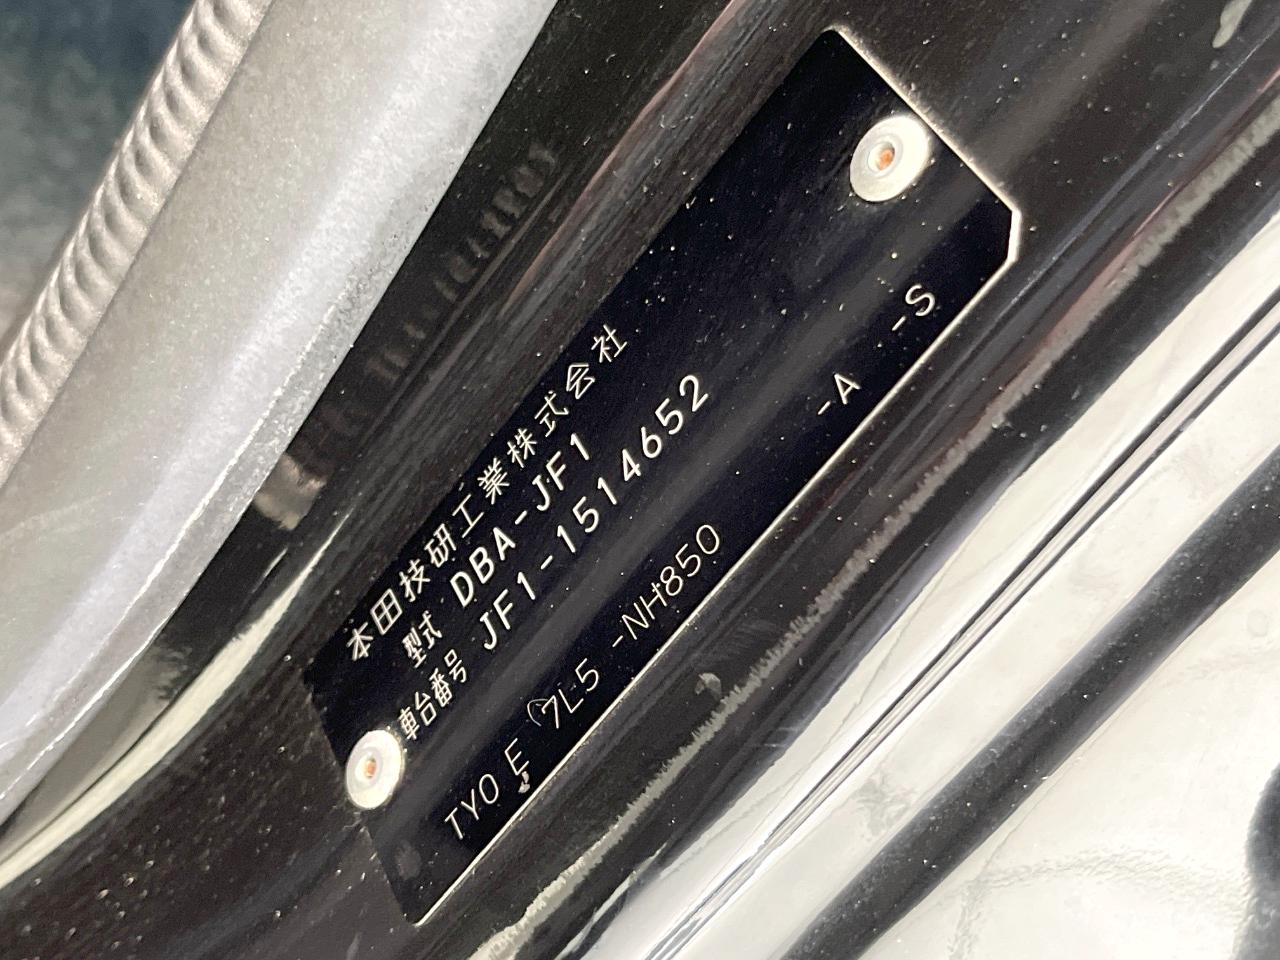 本田技研工業株式会社
型式 DBA-JF1
車台番号 JF1-1514652
TYO E 7L5 -NH850 -A -S